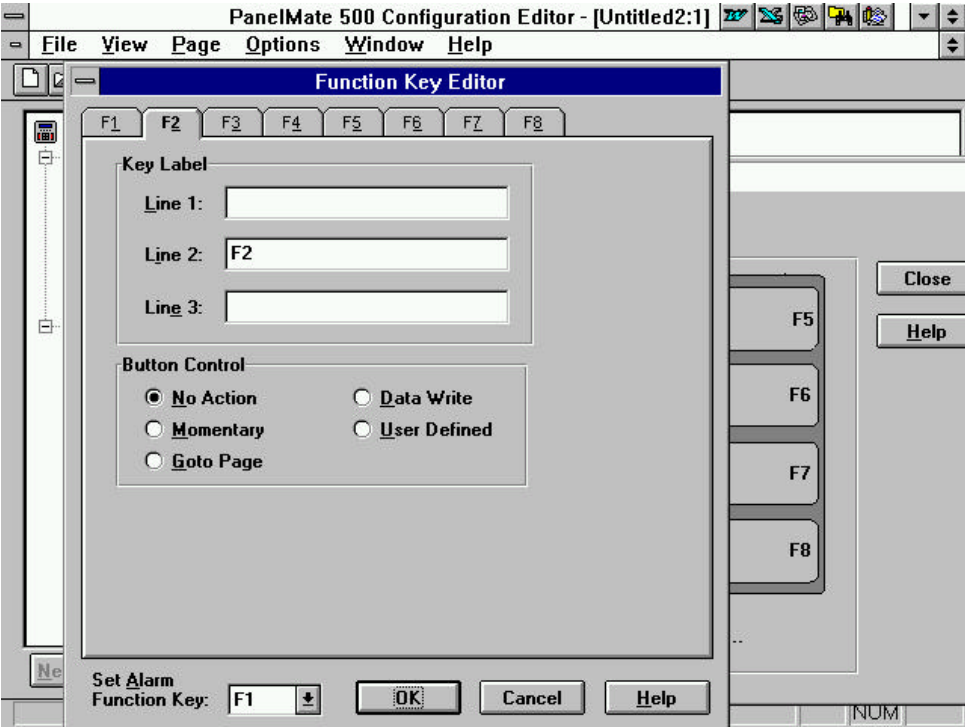 PanelMate 500 Configuration Editor - [Untitled2:1]
File View Page Options Window Help
Function Key Editor
F1 F2 F3 F4 F5 F6 F7 F8
Key Label
Line 1:
Line 2: F2
Line 3:
Button Control
No Action
Data Write
Momentary
User Defined
Goto Page
Set Alarm
Function Key: F1
OK
Cancel
Help
F5
F6
F7
F8
..
Close
Help
Ne
NUM